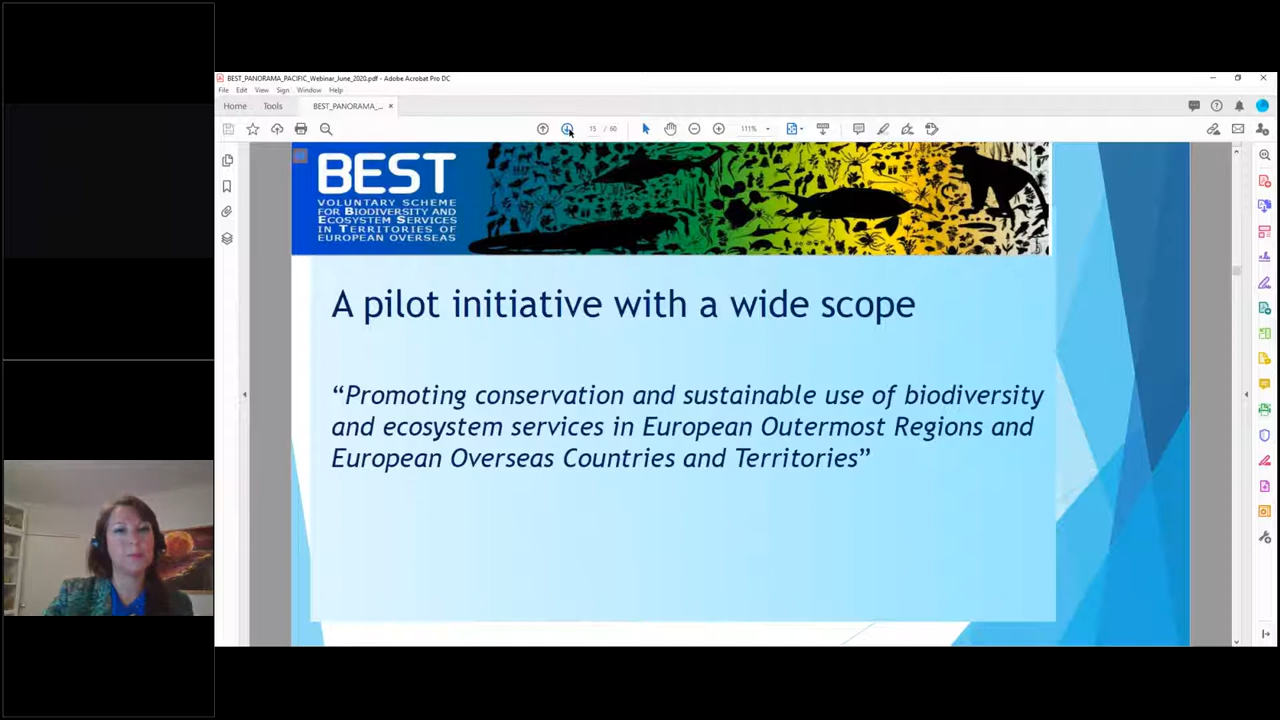 BEST_PANORAMA_PACIFIC_Webinar_June_2020.pdf - Adobe Acrobat Pro DC
File Edit View Sign Window Help
Home Tools BEST_PANORAMA_... ×
15 / 60 111%
BEST
VOLUNTARY SCHEME
FOR BIODIVERSITY AND
ECOSYSTEM SERVICES
IN TERRITORIES OF
EUROPEAN OVERSEAS
A pilot initiative with a wide scope
“Promoting conservation and sustainable use of biodiversity
and ecosystem services in European Outermost Regions and
European Overseas Countries and Territories”